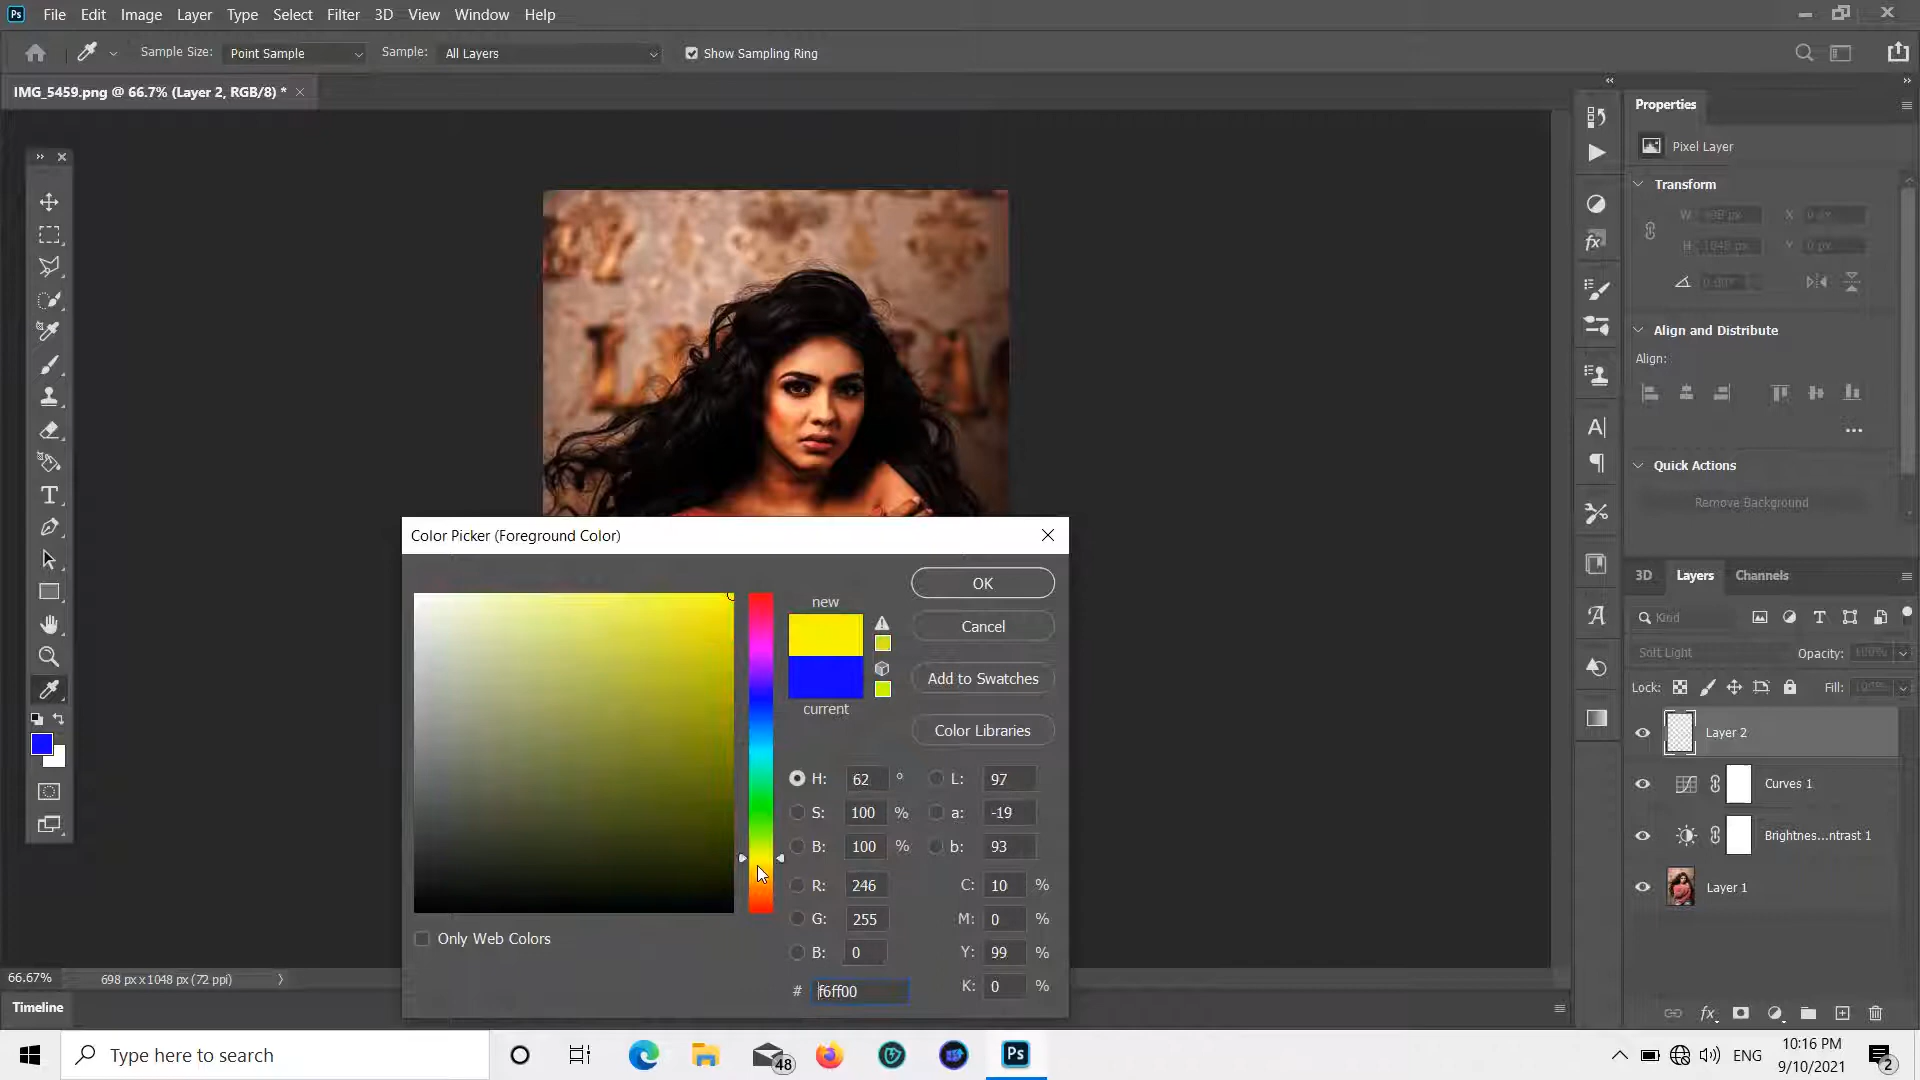 Ps File Edit Image Layer Type Select Filter 3D View Window Help
Sample Size: Point Sample Sample: All Layers Show Sampling Ring
IMG_5459.png @ 66.7% (Layer 2, RGB/8) *
Properties
Pixel Layer
Transform
W X
H Y
Align and Distribute
Align:
Quick Actions
Remove Background
3D Layers Channels
Kind
Soft Light Opacity: 100%
Lock: Fill:
Layer 2
Curves 1
Brightnes...ntrast 1
Layer 1
Color Picker (Foreground Color)
new
current
OK
Cancel
Add to Swatches
Color Libraries
H: 62 ° L: 97
S: 100 % a: -19
B: 100 % b: 93
R: 246 C: 10 %
G: 255 M: 0 %
B: 0 Y: 99 %
# f6ff00 K: 0 %
Only Web Colors
66.67% 698 px x 1048 px (72 ppi)
Timeline
Type here to search
48
Ps
ENG
10:16 PM
9/10/2021
2